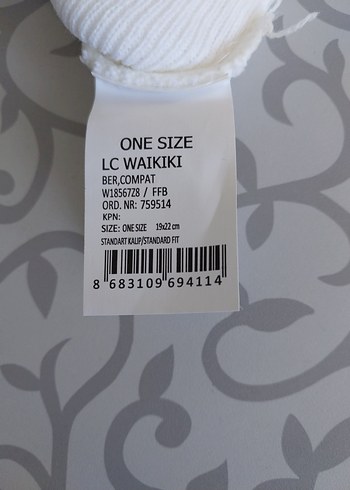 ONE SIZE
LC WAIKIKI
BER,COMPAT
W18567Z8 / FFB
ORD. NR: 759514
KPN:
SIZE: ONE SIZE 19x22 cm
STANDART KALIP/STANDARD FIT
8 683109 694114